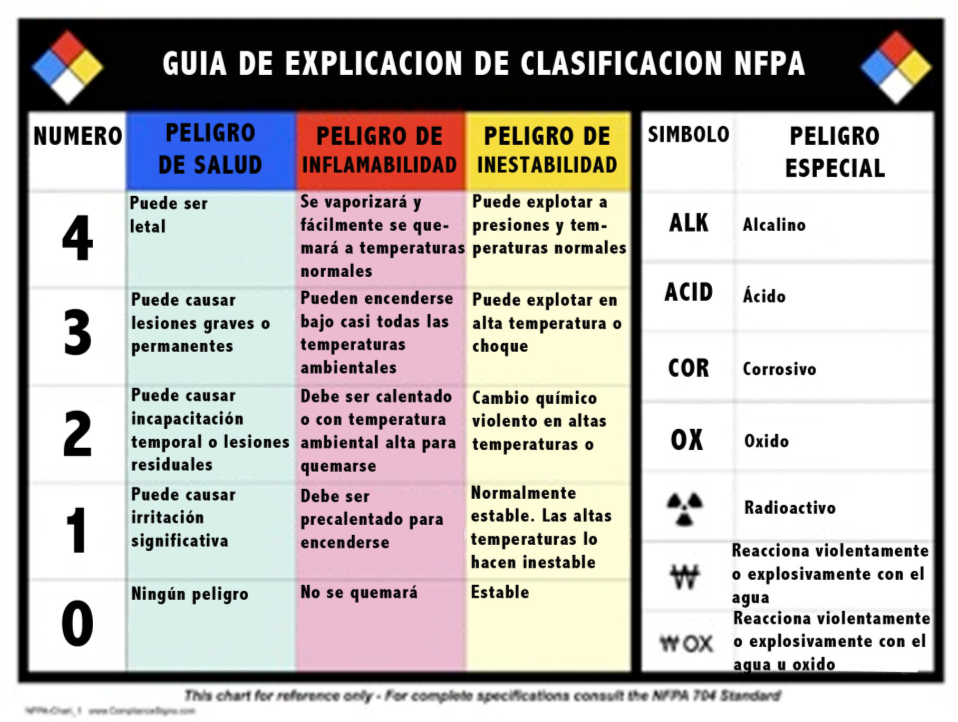 GUIA DE EXPLICACION DE CLASIFICACION NFPA
NUMERO
PELIGRO
DE SALUD
PELIGRO DE
INFLAMABILIDAD
PELIGRO DE
INESTABILIDAD
SIMBOLO
PELIGRO
ESPECIAL
4
Puede ser
letal
Se vaporizará y
fácilmente se que-
mará a temperaturas
normales
Puede explotar a
presiones y tem-
peraturas normales
3
Puede causar
lesiones graves o
permanentes
Pueden encenderse
bajo casi todas las
temperaturas
ambientales
Puede explotar en
alta temperatura o
choque
2
Puede causar
incapacitación
temporal o lesiones
residuales
Debe ser calentado
o con temperatura
ambiental alta para
quemarse
Cambio químico
violento en altas
temperaturas o
1
Puede causar
irritación
significativa
Debe ser
precalentado para
encenderse
Normalmente
estable. Las altas
temperaturas lo
hacen inestable
0
Ningún peligro
No se quemará
Estable
ALK
Alcalino
ACID
Ácido
COR
Corrosivo
OX
Oxido
Radioactivo
W
Reacciona violentamente
o explosivamente con el
agua
W OX
Reacciona violentamente
o explosivamente con el
agua u oxido
This chart for reference only - For complete specifications consult the NFPA 704 Standard
NFPA-Chart_1 www.ComplianceSigns.com